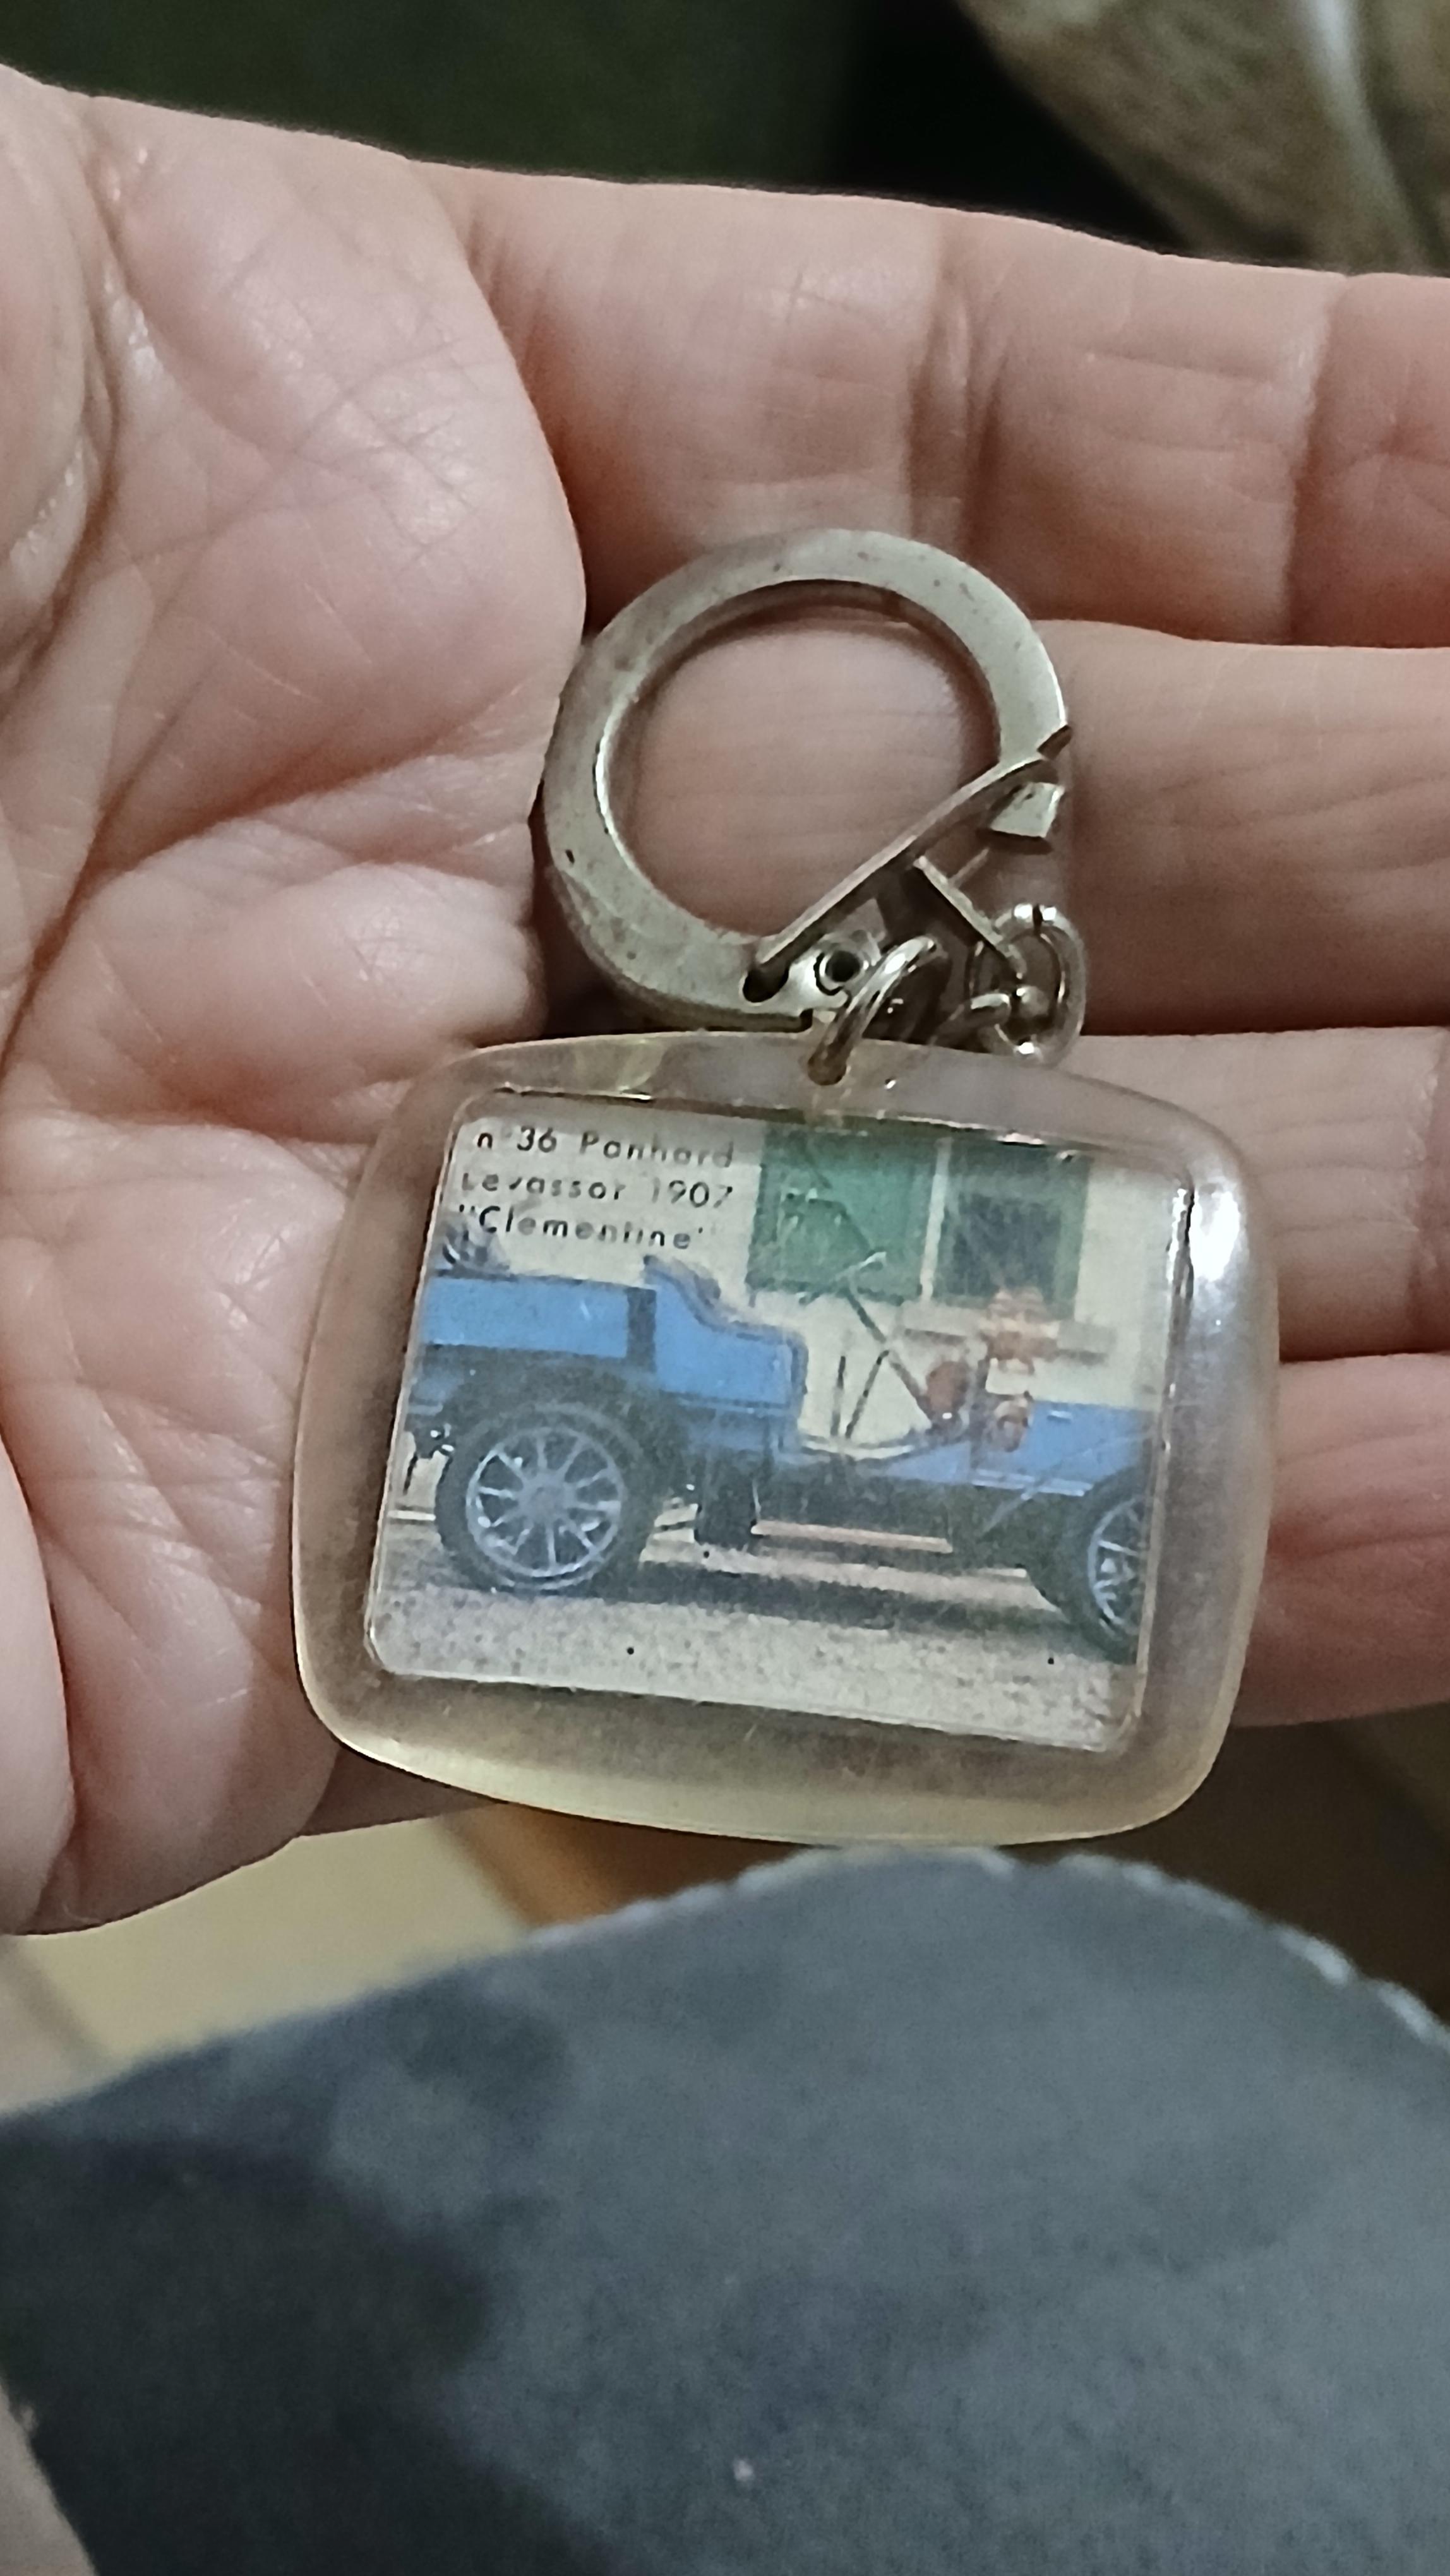 n°36 Panhard
Levassor 1907
"Clementine"